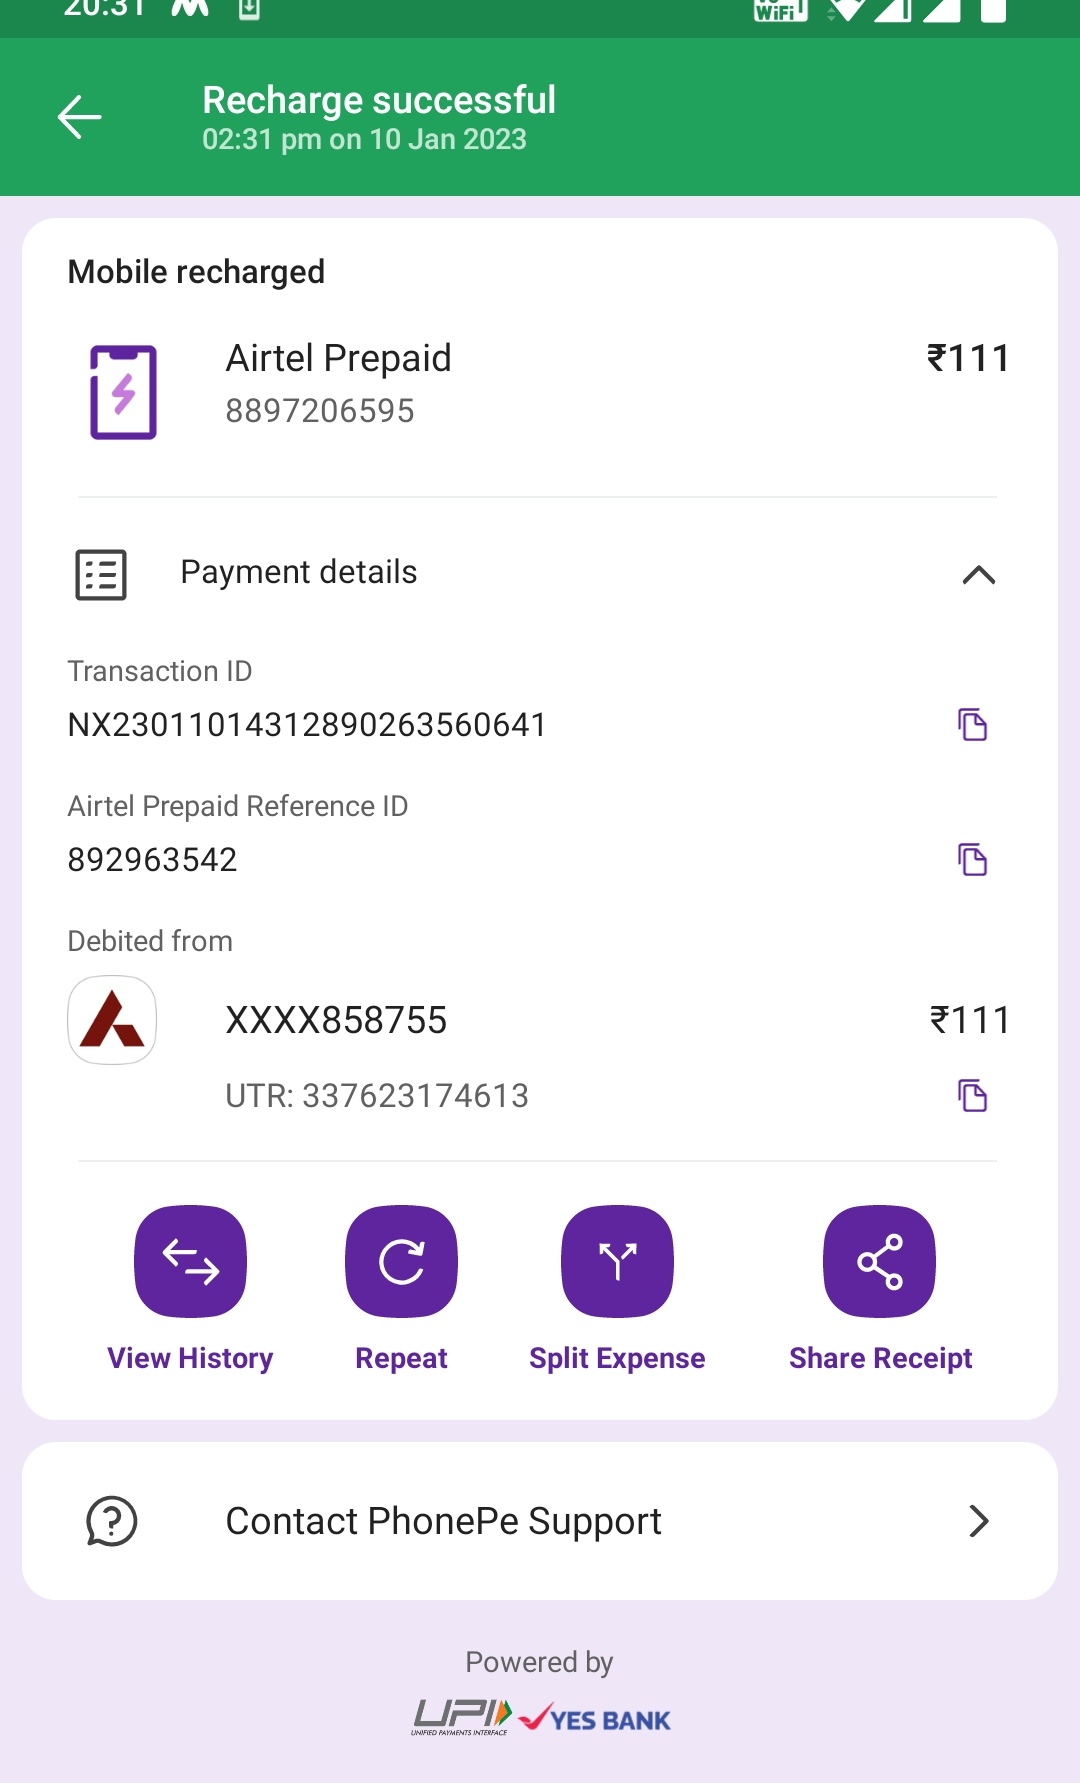 20:31
WiFi
Recharge successful
02:31 pm on 10 Jan 2023
Mobile recharged
Airtel Prepaid
₹111
8897206595
Payment details
Transaction ID
NX23011014312890263560641
Airtel Prepaid Reference ID
892963542
Debited from
XXXX858755
₹111
UTR: 337623174613
View History
Repeat
Split Expense
Share Receipt
Contact PhonePe Support
Powered by
UPI
UNIFIED PAYMENTS INTERFACE
YES BANK